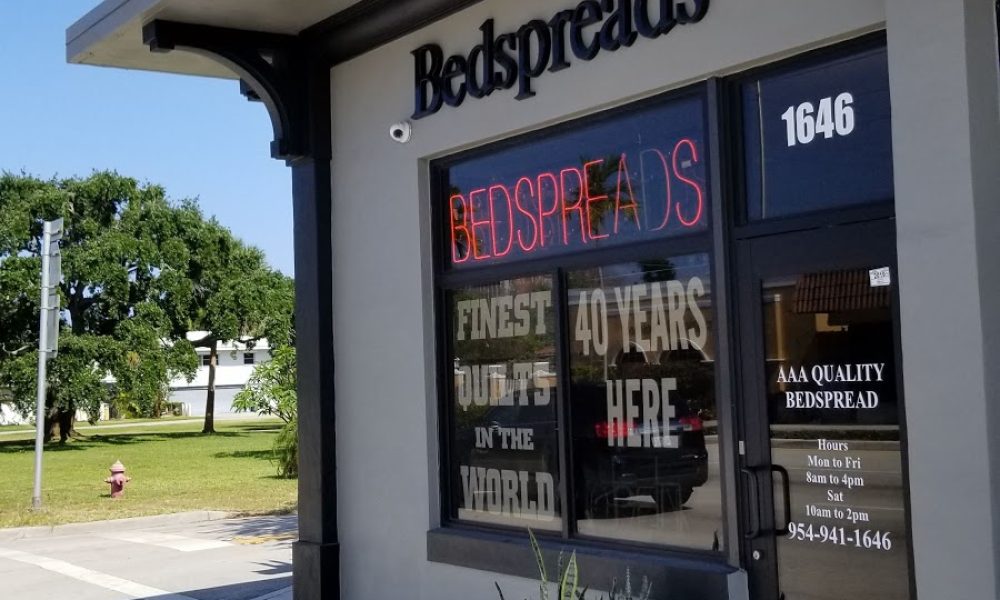 Bedspreads
BEDSPREADS
1646
FINEST
QUILTS
IN THE
WORLD
40 YEARS
HERE
AAA QUALITY
BEDSPREAD
Hours
Mon to Fri
8am to 4pm
Sat
10am to 2pm
954-941-1646